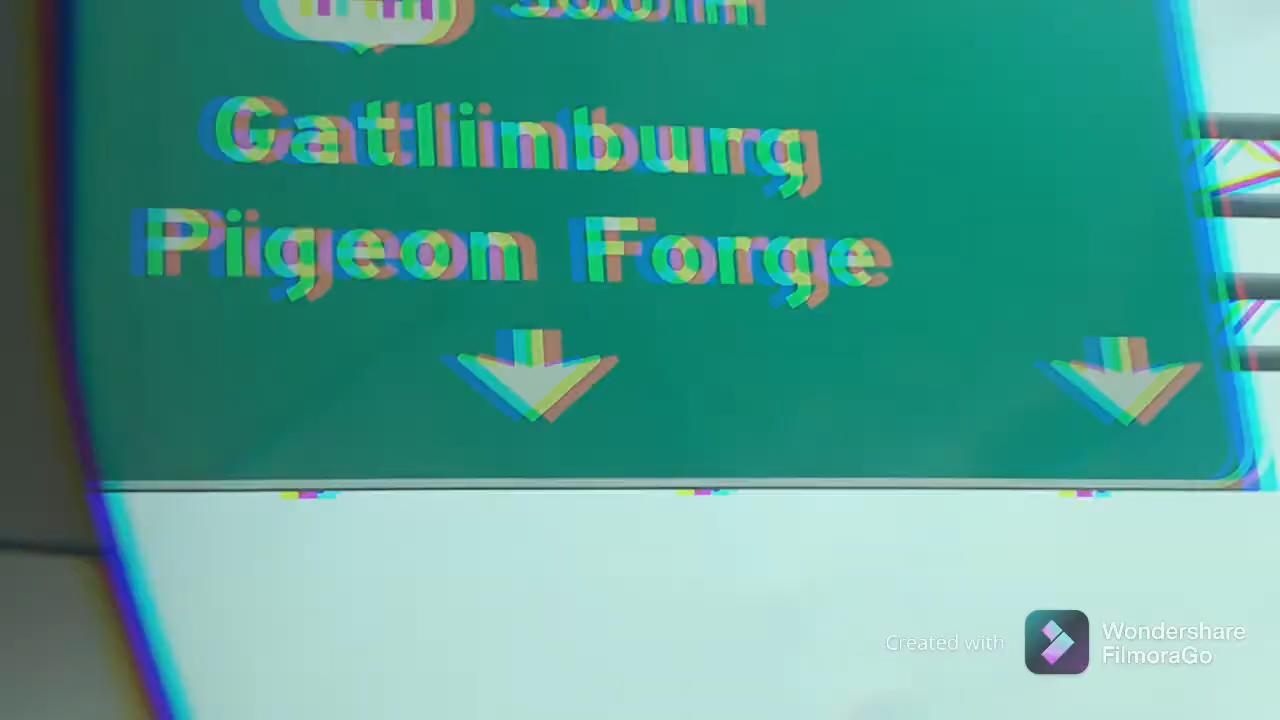 Gatlinburg
Pigeon Forge
Created with
Wondershare
FilmoraGo